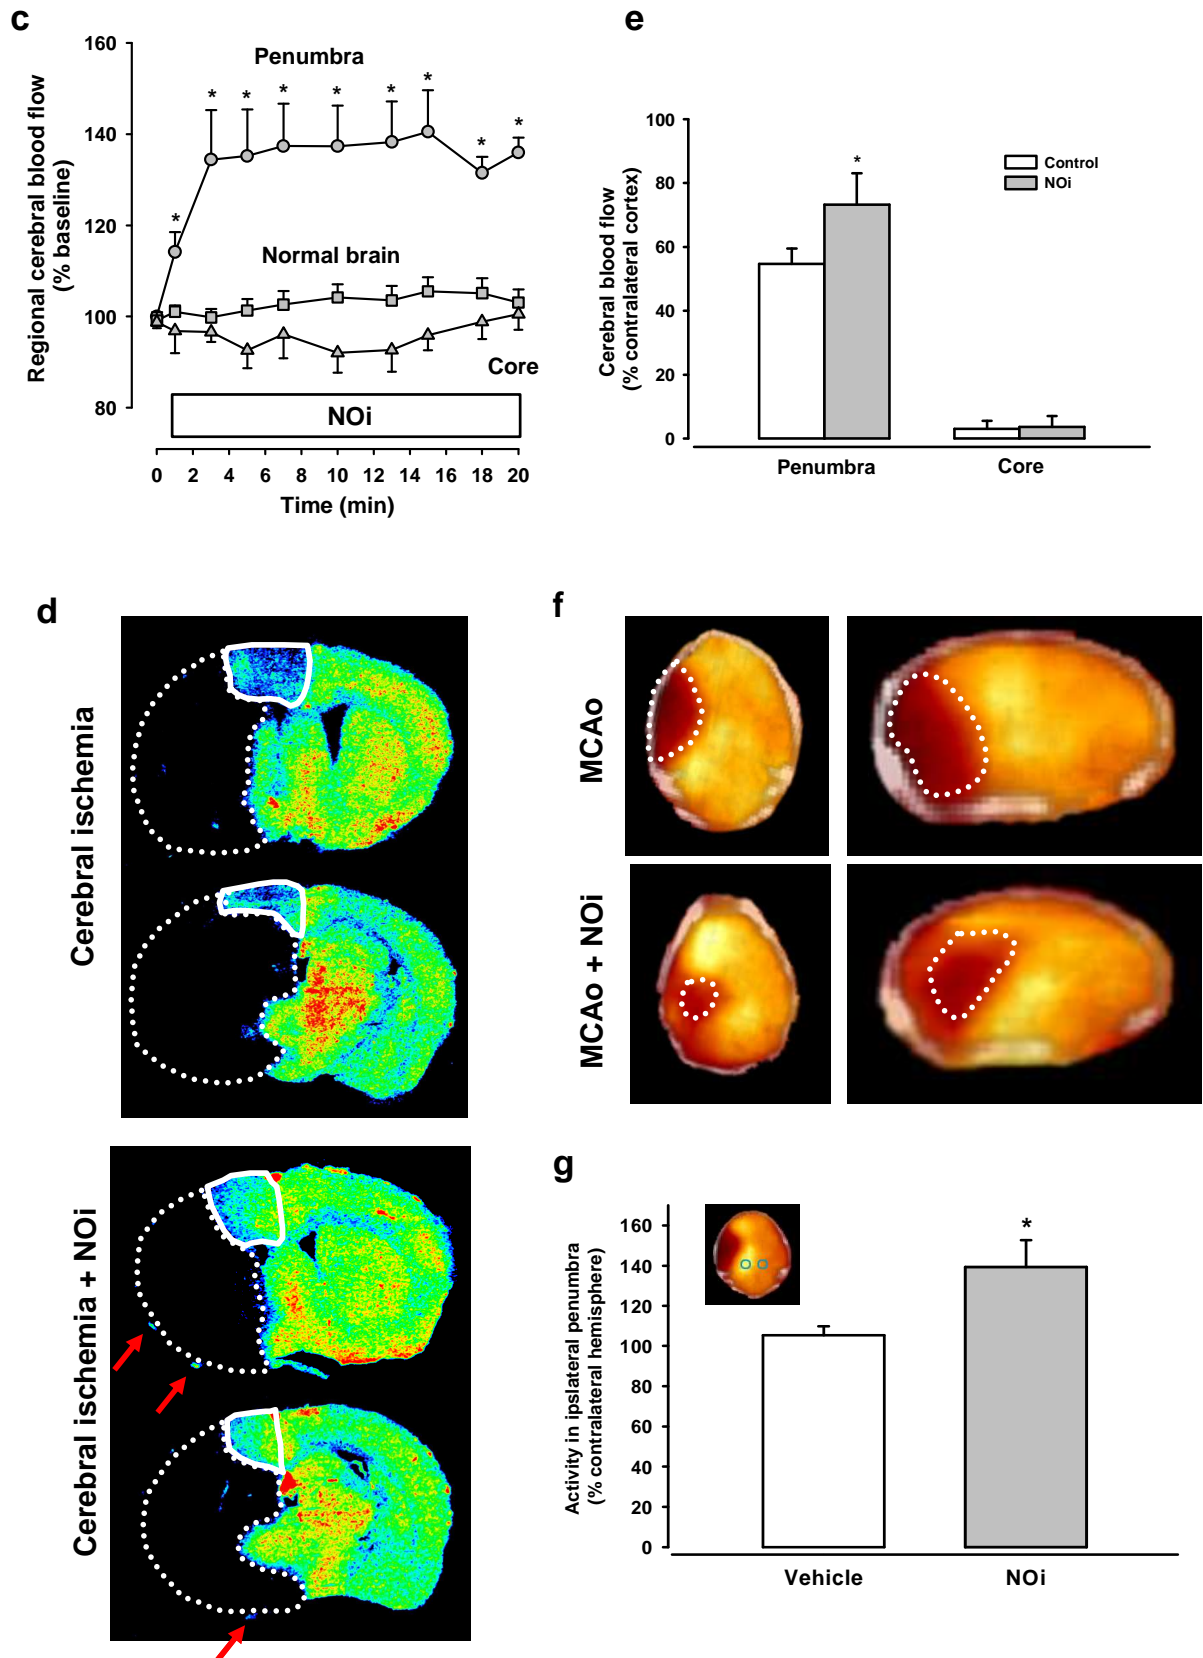 c
160
140
120
100
80
Regional cerebral blood flow
(% baseline)
Penumbra
* * * * * * * * * *
Normal brain
Core
NOi
0 2 4 6 8 10 12 14 16 18 20
Time (min)
e
100
80
60
40
20
0
Cerebral blood flow
(% contralateral cortex)
*
Control
NOi
Penumbra Core
d
Cerebral ischemia
Cerebral ischemia + NOi
f
MCAo
MCAo + NOi
g
160
140
120
100
80
60
40
20
0
Activity in ipslateral penumbra
(% contralateral hemisphere)
*
Vehicle NOi